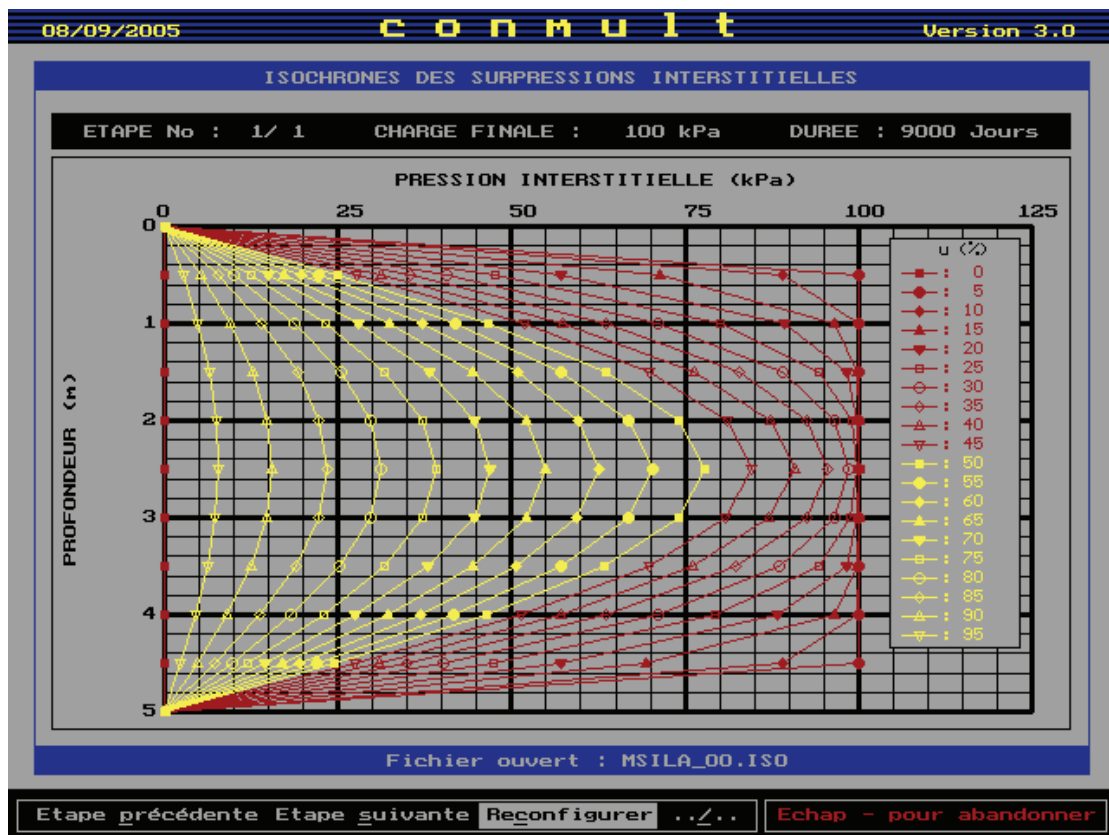 08/09/2005 conmult Version 3.0
ISOCHRONES DES SURPRESSIONS INTERSTITIELLES
ETAPE No : 1/ 1 CHARGE FINALE : 100 kPa DUREE : 9000 Jours
PRESSION INTERSTITIELLE (kPa)
0 25 50 75 100 125
0
1
2
3
4
5
PROFONDEUR (m)
u (%)
: 0
: 5
: 10
: 15
: 20
: 25
: 30
: 35
: 40
: 45
: 50
: 55
: 60
: 65
: 70
: 75
: 80
: 85
: 90
: 95
Fichier ouvert : MSILA_OO.ISO
Etape précédente Etape suivante Reconfigurer ../.. Echap - pour abandonner